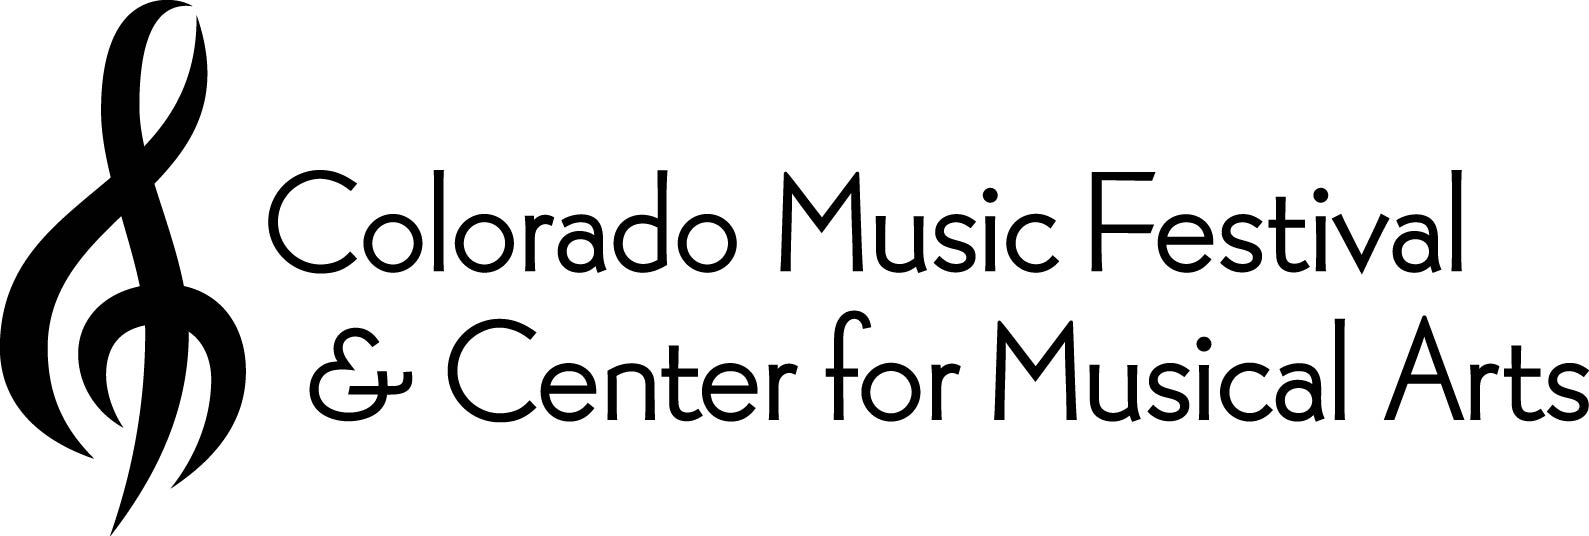 Colorado Music Festival
& Center for Musical Arts